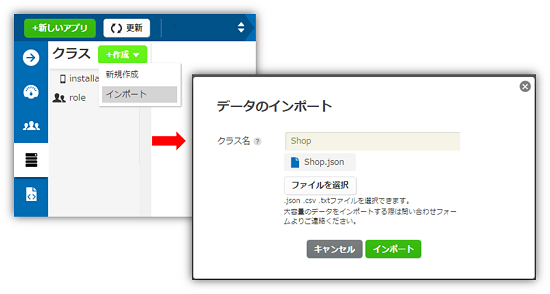 +新しいアプリ
更新
クラス
+作成
新規作成
インポート
installa
role
データのインポート
クラス名 ?
Shop
Shop.json
ファイルを選択
.json .csv .txtファイルを選択できます。
大容量のデータをインポートする際は問い合わせフォー
ムよりご連絡ください。
キャンセル
インポート